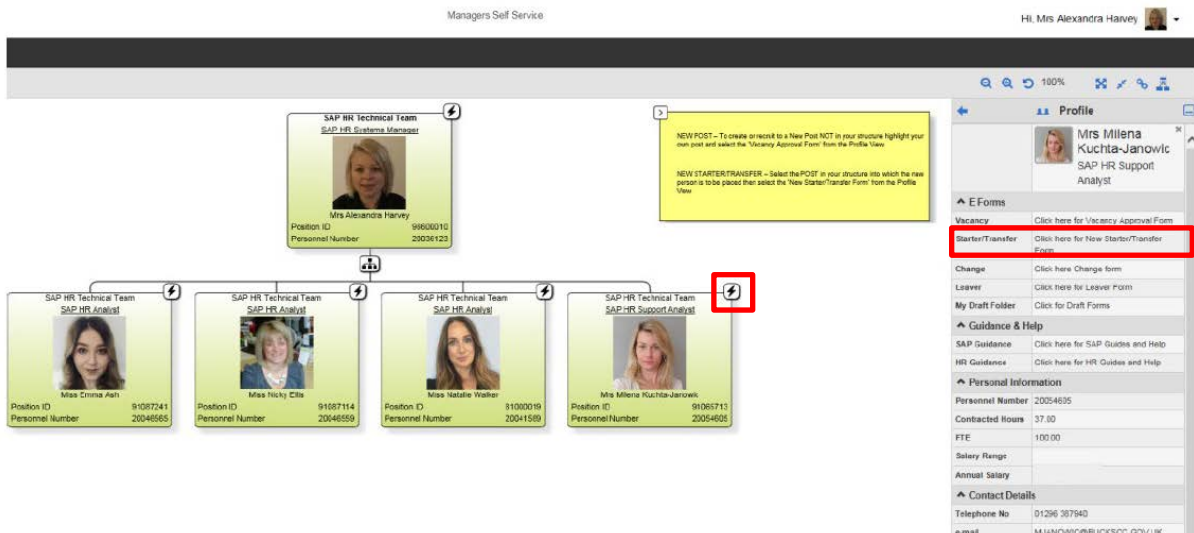 Managers Self Service
Hi, Mrs Alexandra Harvey
100%
SAP HR Technical Team
SAP HR Systems Manager
Mrs Alexandra Harvey
Position ID 98600010
Personnel Number 20036123
NEW POST – To create or recruit to a New Post NOT in your structure highlight your
own post and select the 'Vacancy Approval Form' from the Profile View
NEW STARTER/TRANSFER – Select the POST in your structure into which the new
person is to be placed then select the 'New Starter/Transfer Form' from the Profile
View
SAP HR Technical Team
SAP HR Analyst
Miss Emma Ash
Position ID 91087241
Personnel Number 20046565
SAP HR Technical Team
SAP HR Analyst
Miss Nicky Ellis
Position ID 91087114
Personnel Number 20046559
SAP HR Technical Team
SAP HR Analyst
Miss Natalie Walker
Position ID 81000019
Personnel Number 20041589
SAP HR Technical Team
SAP HR Support Analyst
Mrs Milena Kuchta-Janowic
Position ID 91065713
Personnel Number 20054605
Profile
Mrs Milena
Kuchta-Janowic
SAP HR Support
Analyst
E Forms
Vacancy Click here for Vacancy Approval Form
Starter/Transfer Click here for New Starter/Transfer
Form
Change Click here Change form
Leaver Click here for Leaver Form
My Draft Folder Click for Draft Forms
Guidance & Help
SAP Guidance Click here for SAP Guides and Help
HR Guidance Click here for HR Guides and Help
Personal Information
Personnel Number 20054605
Contracted Hours 37.00
FTE 100.00
Salary Range
Annual Salary
Contact Details
Telephone No 01296 387940
e-mail